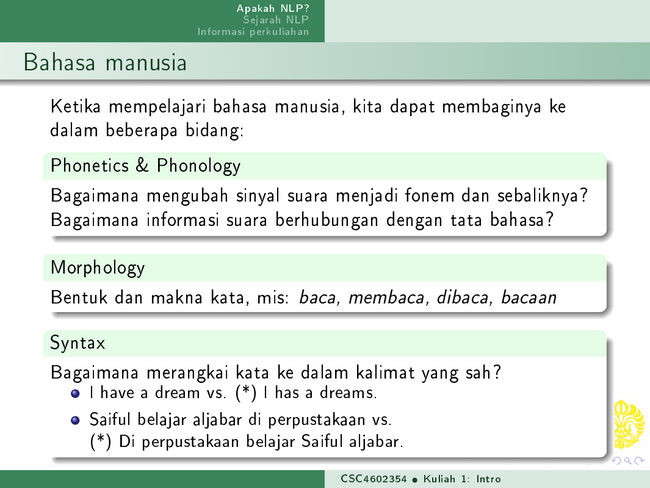 Apakah NLP?
Sejarah NLP
Informasi perkuliahan
Bahasa manusia
Ketika mempelajari bahasa manusia, kita dapat membaginya ke
dalam beberapa bidang:
Phonetics & Phonology
Bagaimana mengubah sinyal suara menjadi fonem dan sebaliknya?
Bagaimana informasi suara berhubungan dengan tata bahasa?
Morphology
Bentuk dan makna kata, mis: baca, membaca, dibaca, bacaan
Syntax
Bagaimana merangkai kata ke dalam kalimat yang sah?
I have a dream vs. (*) I has a dreams.
Saiful belajar aljabar di perpustakaan vs.
(*) Di perpustakaan belajar Saiful aljabar.
CSC4602354 • Kuliah 1: Intro